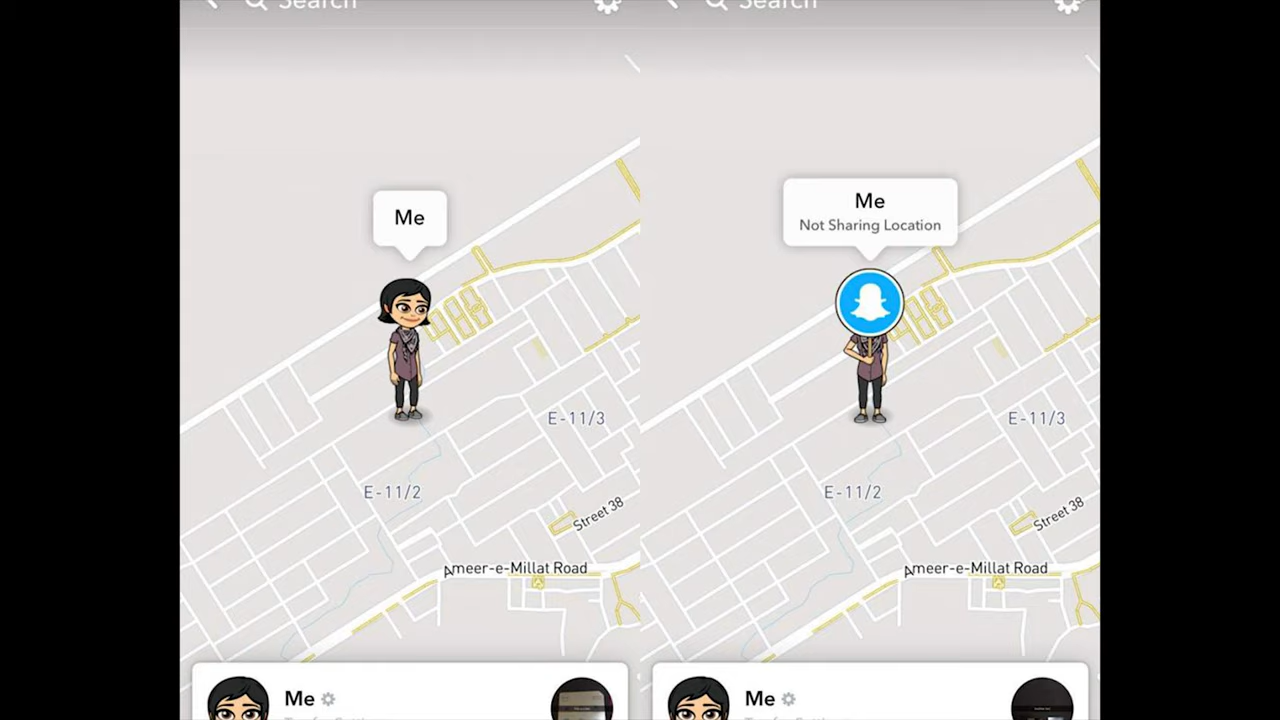 Search
Me
E-11/3
E-11/2
Street 38
Ameer-e-Millat Road
Me
Search
Me
Not Sharing Location
E-11/3
E-11/2
Street 38
Ameer-e-Millat Road
Me